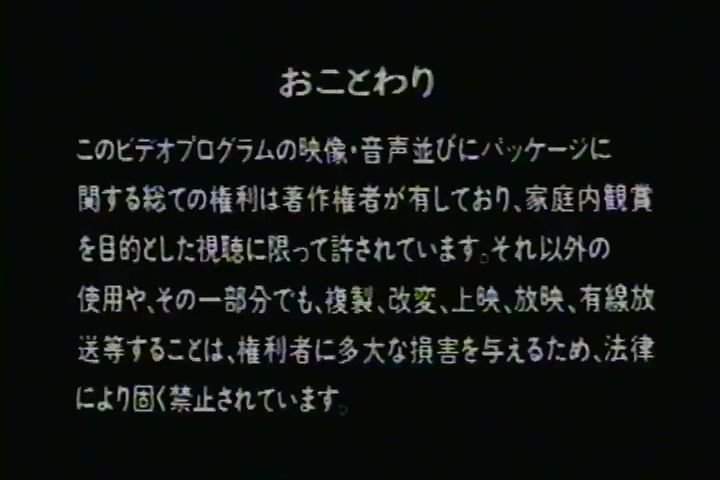 おことわり
このビデオプログラムの映像・音声並びにパッケージに
関する総ての権利は著作権者が有しており、家庭内観賞
を目的とした視聴に限って許されています。それ以外の
使用や、その一部分でも、複製、改変、上映、放映、有線放
送等することは、権利者に多大な損害を与えるため、法律
により固く禁止されています。